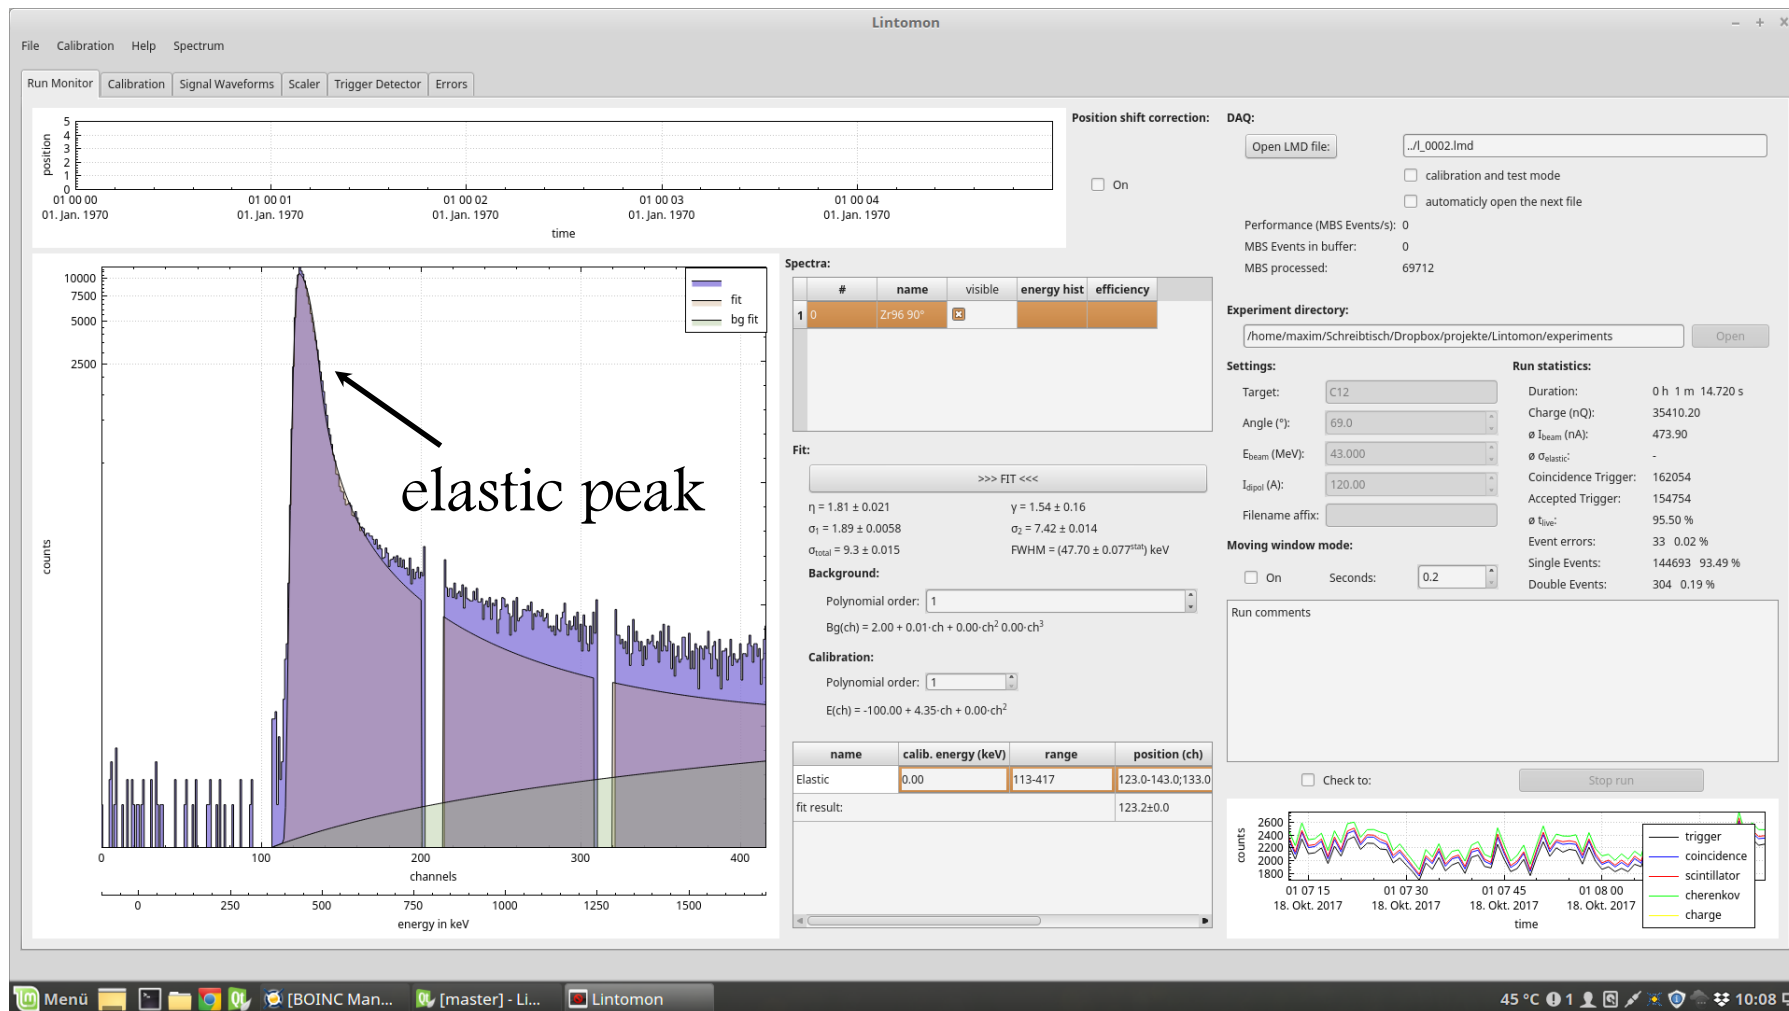 Lintomon
File Calibration Help Spectrum
Run Monitor Calibration Signal Waveforms Scaler Trigger Detector Errors
position
5
4
3
2
1
0
01 00 00 01 00 01 01 00 02 01 00 03 01 00 04
01. Jan. 1970 01. Jan. 1970 01. Jan. 1970 01. Jan. 1970 01. Jan. 1970
time
Position shift correction:
On
DAQ:
Open LMD file: ../l_0002.lmd
calibration and test mode
automaticly open the next file
Performance (MBS Events/s): 0
MBS Events in buffer: 0
MBS processed: 69712
10000
7500
5000
2500
counts
fit
bg fit
elastic peak
0 100 200 300 400
channels
0 250 500 750 1000 1250 1500
energy in keV
Spectra:
# name visible energy hist efficiency
1 0 Zr96 90°
Fit:
>>> FIT <<<
η = 1.81 ± 0.021 γ = 1.54 ± 0.16
σ1 = 1.89 ± 0.0058 σ2 = 7.42 ± 0.014
σtotal = 9.3 ± 0.015 FWHM = (47.70 ± 0.077stat) keV
Background:
Polynomial order: 1
Bg(ch) = 2.00 + 0.01·ch + 0.00·ch2 0.00·ch3
Calibration:
Polynomial order: 1
E(ch) = -100.00 + 4.35·ch + 0.00·ch2
name calib. energy (keV) range position (ch)
Elastic 0.00 113-417 123.0-143.0;133.0
fit result: 123.2±0.0
Experiment directory:
/home/maxim/Schreibtisch/Dropbox/projekte/Lintomon/experiments Open
Settings:
Target: C12
Angle (°): 69.0
Ebeam (MeV): 43.000
Idipol (A): 120.00
Filename affix:
Moving window mode:
On Seconds: 0.2
Run statistics:
Duration: 0 h 1 m 14.720 s
Charge (nQ): 35410.20
ø Ibeam (nA): 473.90
ø σelastic: -
Coincidence Trigger: 162054
Accepted Trigger: 154754
ø tlive: 95.50 %
Event errors: 33 0.02 %
Single Events: 144693 93.49 %
Double Events: 304 0.19 %
Run comments
Check to: Stop run
counts
2600
2400
2200
2000
1800
trigger
coincidence
scintillator
cherenkov
charge
01 07 15 01 07 30 01 07 45 01 08 00
18. Okt. 2017 18. Okt. 2017 18. Okt. 2017 18. Okt. 2017
time
Menü [BOINC Man... [master] - Li... Lintomon 45 °C 1 10:08